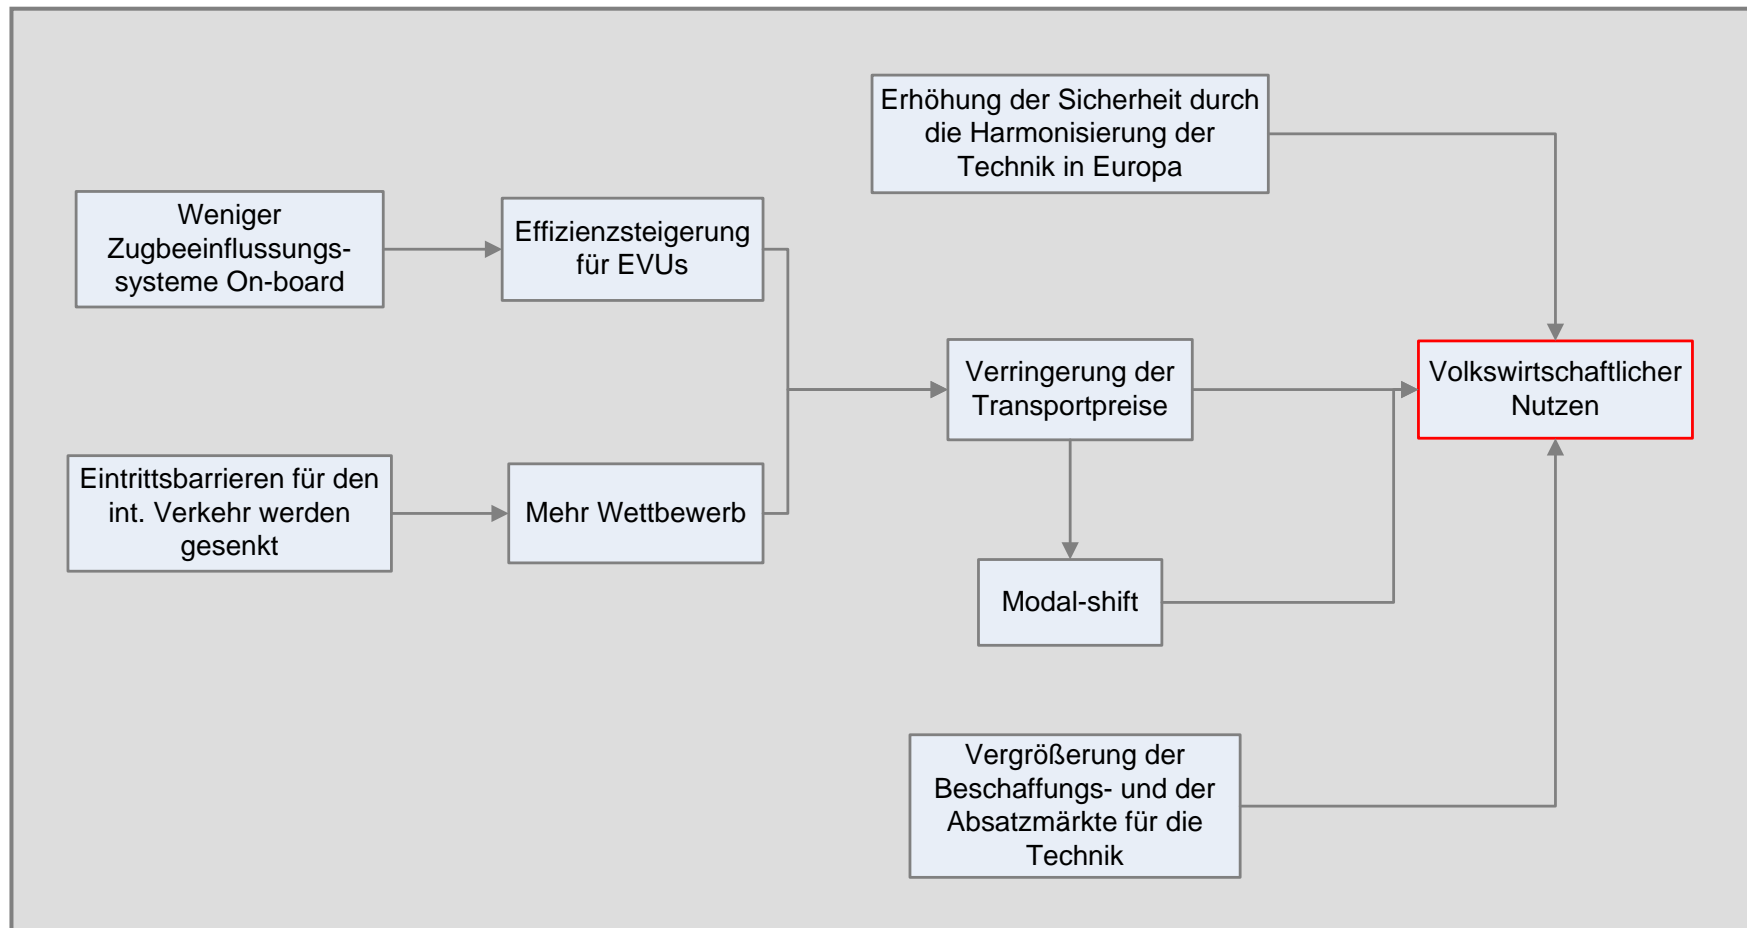 Erhöhung der Sicherheit durch
die Harmonisierung der
Technik in Europa
Weniger
Zugbeeinflussungs-
systeme On-board
Effizienzsteigerung
für EVUs
Verringerung der
Transportpreise
Volkswirtschaftlicher
Nutzen
Eintrittsbarrieren für den
int. Verkehr werden
gesenkt
Mehr Wettbewerb
Modal-shift
Vergrößerung der
Beschaffungs- und der
Absatzmärkte für die
Technik